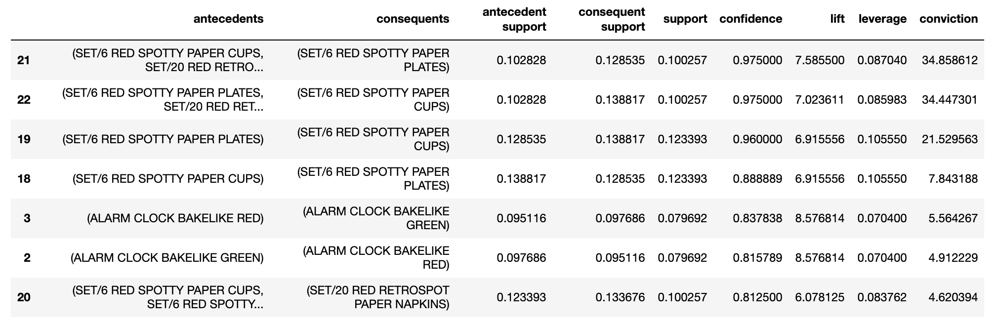 antecedents consequents antecedent support consequent support support confidence lift leverage conviction
21 (SET/6 RED SPOTTY PAPER CUPS, SET/20 RED RETRO... (SET/6 RED SPOTTY PAPER PLATES) 0.102828 0.128535 0.100257 0.975000 7.585500 0.087040 34.858612
22 (SET/6 RED SPOTTY PAPER PLATES, SET/20 RED RET... (SET/6 RED SPOTTY PAPER CUPS) 0.102828 0.138817 0.100257 0.975000 7.023611 0.085983 34.447301
19 (SET/6 RED SPOTTY PAPER PLATES) (SET/6 RED SPOTTY PAPER CUPS) 0.128535 0.138817 0.123393 0.960000 6.915556 0.105550 21.529563
18 (SET/6 RED SPOTTY PAPER CUPS) (SET/6 RED SPOTTY PAPER PLATES) 0.138817 0.128535 0.123393 0.888889 6.915556 0.105550 7.843188
3 (ALARM CLOCK BAKELIKE RED) (ALARM CLOCK BAKELIKE GREEN) 0.095116 0.097686 0.079692 0.837838 8.576814 0.070400 5.564267
2 (ALARM CLOCK BAKELIKE GREEN) (ALARM CLOCK BAKELIKE RED) 0.097686 0.095116 0.079692 0.815789 8.576814 0.070400 4.912229
20 (SET/6 RED SPOTTY PAPER CUPS, SET/6 RED SPOTTY... (SET/20 RED RETROSPOT PAPER NAPKINS) 0.123393 0.133676 0.100257 0.812500 6.078125 0.083762 4.620394